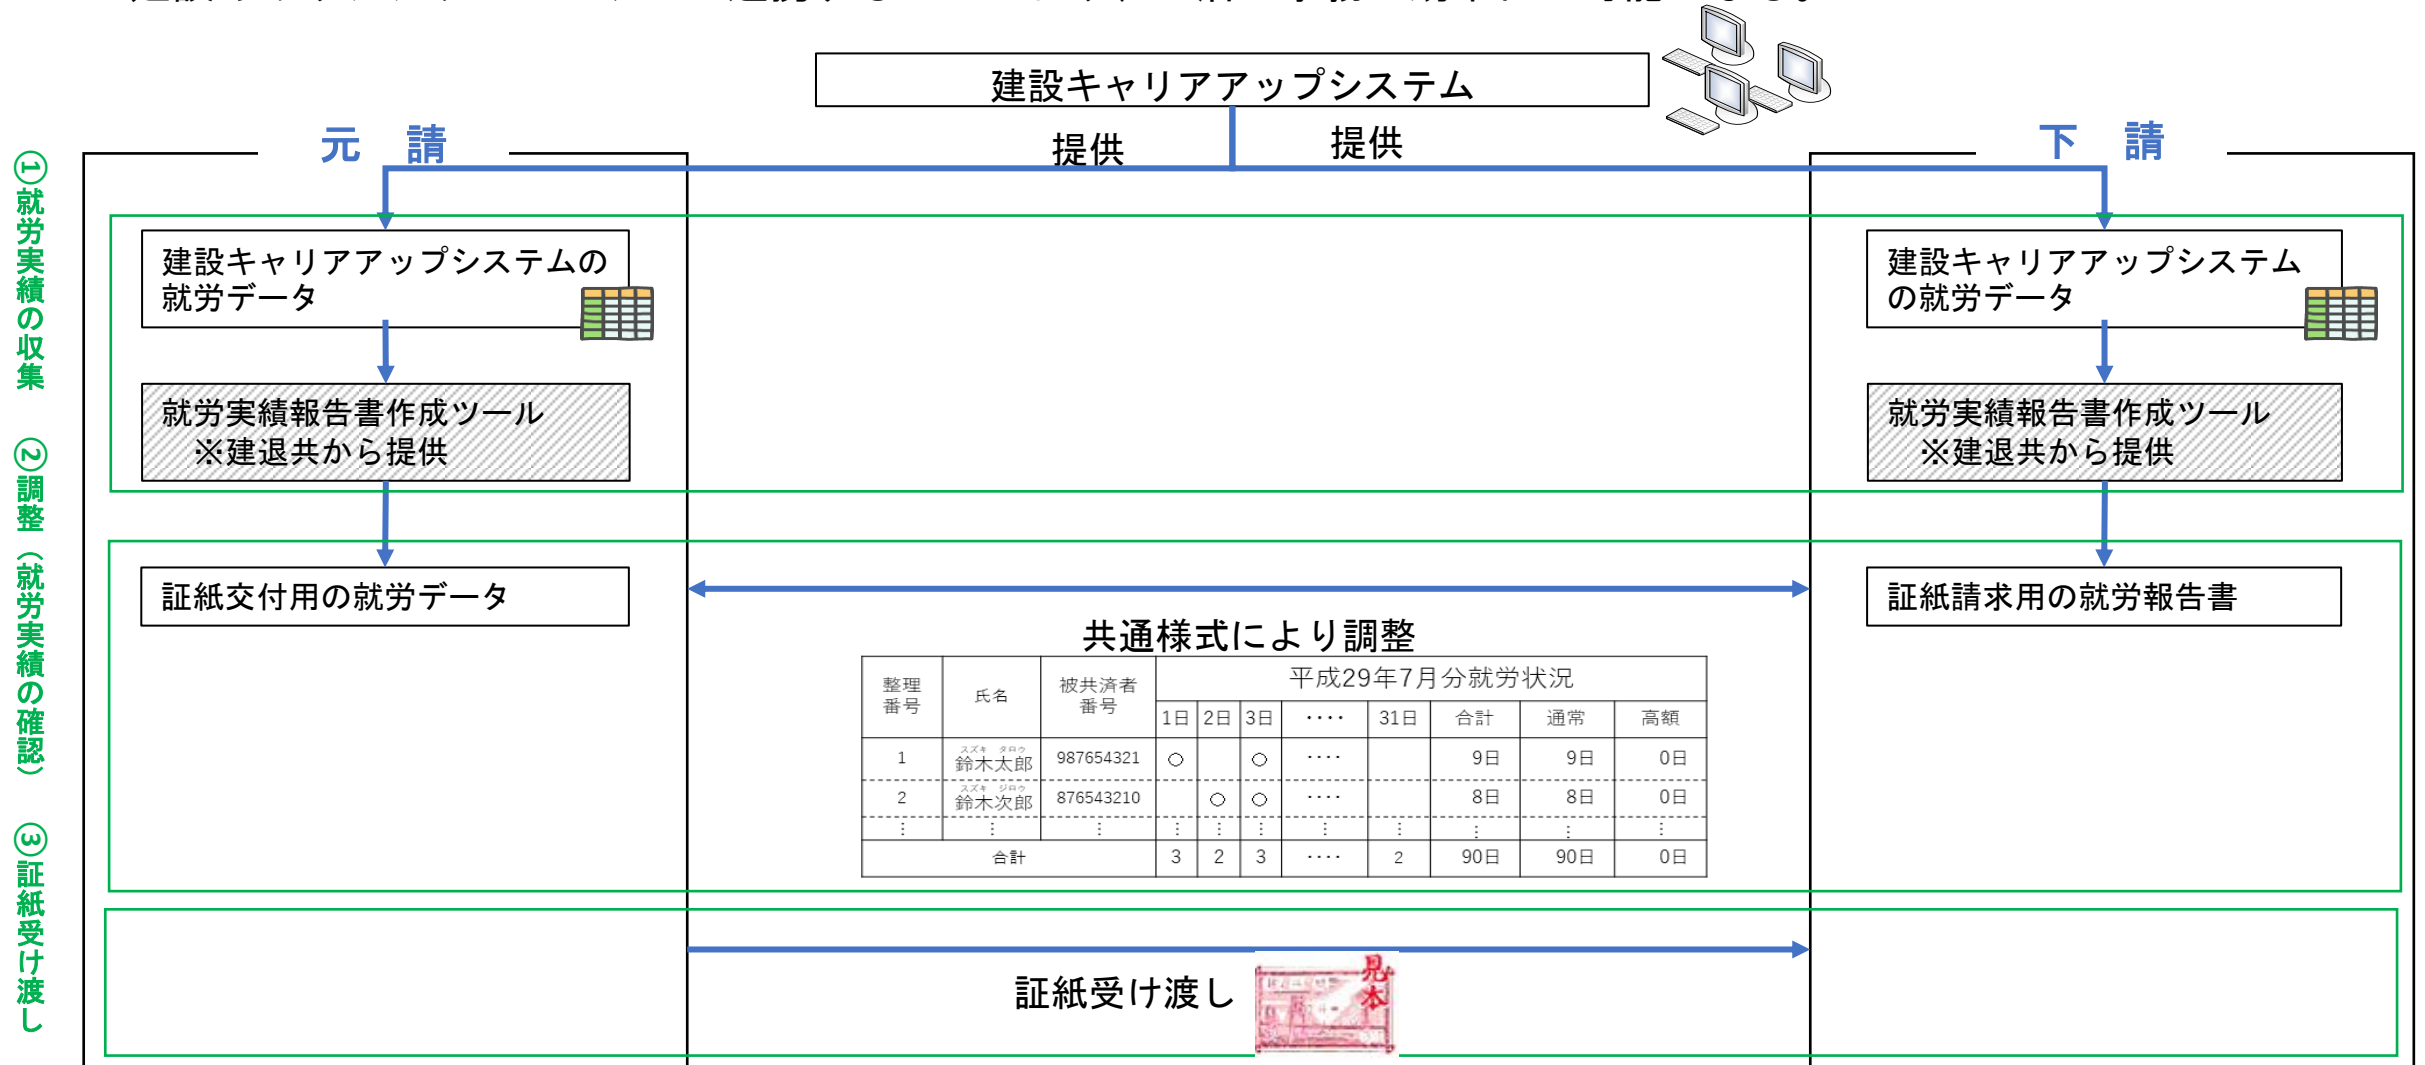 建設キャリアアップシステム
提供
提供
元 請
下 請
①就労実績の収集
建設キャリアアップシステムの
就労データ
建設キャリアアップシステム
の就労データ
就労実績報告書作成ツール
※建退共から提供
就労実績報告書作成ツール
※建退共から提供
②調整（就労実績の確認）
証紙交付用の就労データ
証紙請求用の就労報告書
共通様式により調整
整理
番号
氏名
被共済者
番号
平成29年7月分就労状況
1日 2日 3日 ‥‥ 31日 合計 通常 高額
スズキ タロウ
1 鈴木太郎 987654321 ○ ○ ‥‥ 9日 9日 0日
スズキ ジロウ
2 鈴木次郎 876543210 ○ ○ ‥‥ 8日 8日 0日
⋮ ⋮ ⋮ ⋮ ⋮ ⋮ ⋮ ⋮ ⋮ ⋮ ⋮
合計 3 2 3 ‥‥ 2 90日 90日 0日
③証紙受け渡し
証紙受け渡し
見本